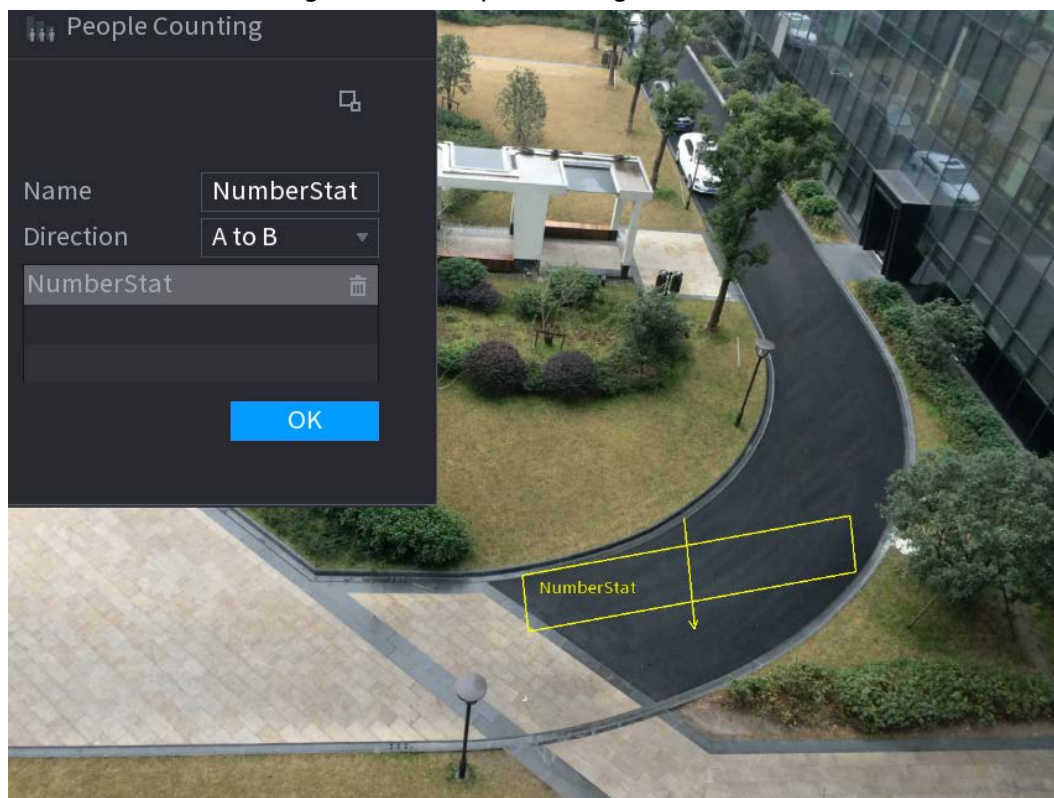 People Counting
Name NumberStat
Direction A to B
NumberStat
OK
NumberStat